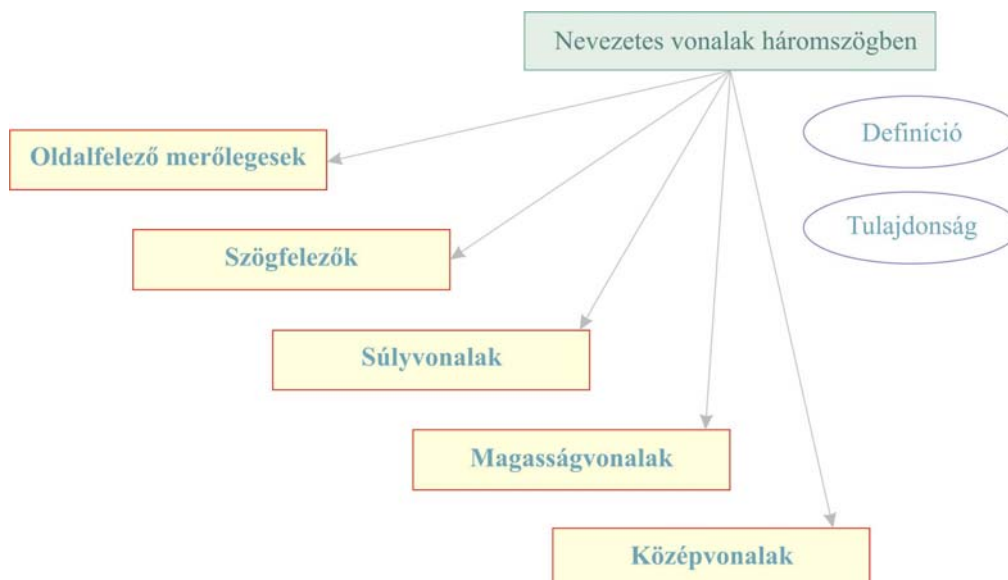 Nevezetes vonalak háromszögben
Definíció
Oldalfelező merőlegesek
Tulajdonság
Szögfelezők
Súlyvonalak
Magasságvonalak
Középvonalak